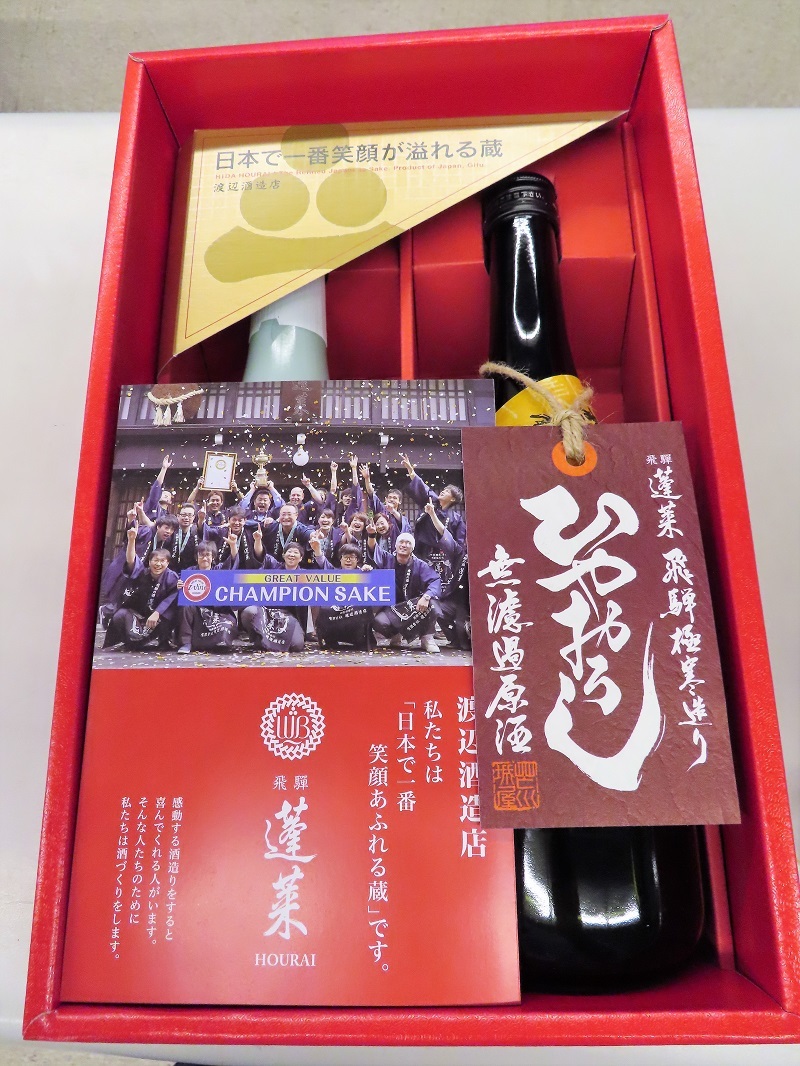 日本で一番笑顔が溢れる蔵
渡辺酒造店
GREAT VALUE
CHAMPION SAKE
渡辺酒造店
私たちは
「日本で一番
笑顔あふれる蔵」です。
WB
飛騨
蓬莱
HOURAI
感動する酒造りをすると
喜んでくれる人がいます。
そんな人たちのために
私たちは酒づくりをします。
飛騨
蓬莱
飛騨極寒造り
ひやおろし
無濾過原酒